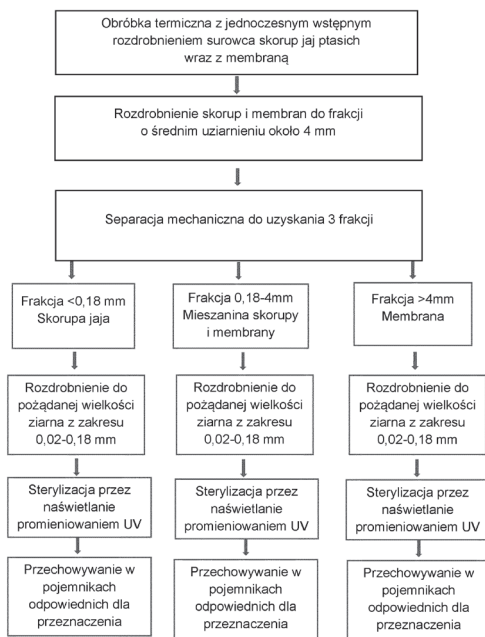 Obróbka termiczna z jednoczesnym wstępnym
rozdrobnieniem surowca skorup jaj ptasich
wraz z membraną
Rozdrobnienie skorup i membran do frakcji
o średnim uziarnieniu około 4 mm
Separacja mechaniczna do uzyskania 3 frakcji
Frakcja <0,18 mm
Skorupa jaja
Rozdrobnienie do
pożądanej wielkości
ziarna z zakresu
0,02-0,18 mm
Sterylizacja przez
naświetlanie
promieniowaniem UV
Przechowywanie w
pojemnikach
odpowiednich dla
przeznaczenia
Frakcja 0,18-4mm
Mieszanina skorupy
i membrany
Rozdrobnienie do
pożądanej wielkości
ziarna z zakresu
0,02-0,18 mm
Sterylizacja przez
naświetlanie
promieniowaniem UV
Przechowywanie w
pojemnikach
odpowiednich dla
przeznaczenia
Frakcja >4mm
Membrana
Rozdrobnienie do
pożądanej wielkości
ziarna z zakresu
0,02-0,18 mm
Sterylizacja przez
naświetlanie
promieniowaniem UV
Przechowywanie w
pojemnikach
odpowiednich dla
przeznaczenia